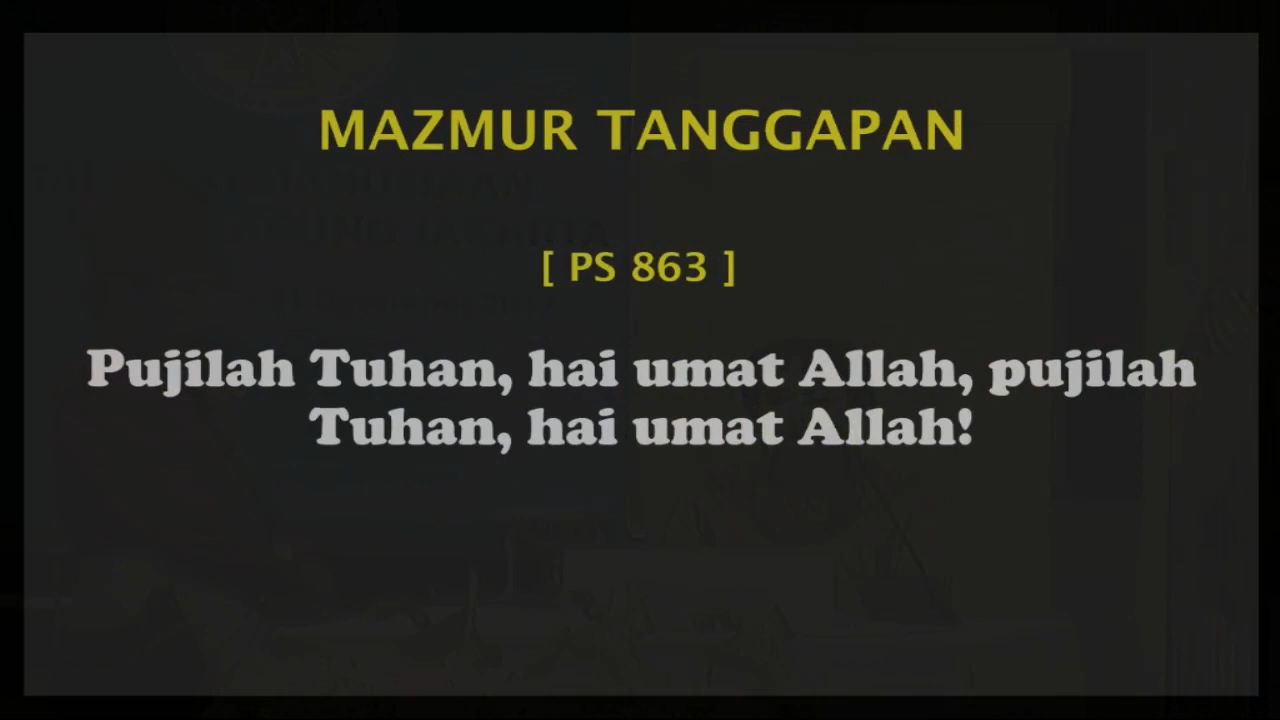 MAZMUR TANGGAPAN
[ PS 863 ]
Pujilah Tuhan, hai umat Allah, pujilah
Tuhan, hai umat Allah!